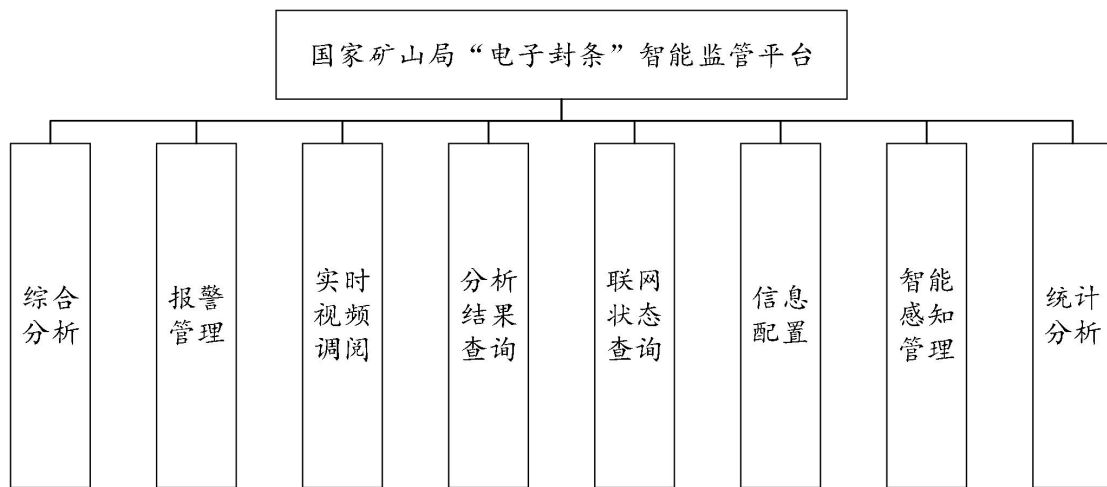 国家矿山局“电子封条”智能监管平台
综合
分析
报警
管理
实时
视频
调阅
分析
结果
查询
联网
状态
查询
信息
配置
智能
感知
管理
统计
分析